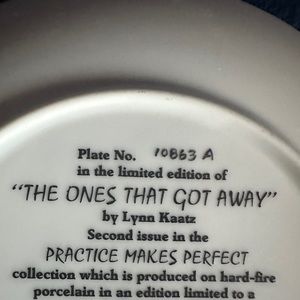 Plate No. 10863 A
in the limited edition of
"THE ONES THAT GOT AWAY"
by Lynn Kaatz
Second issue in the
PRACTICE MAKES PERFECT
collection which is produced on hard-fire
porcelain in an edition limited to a